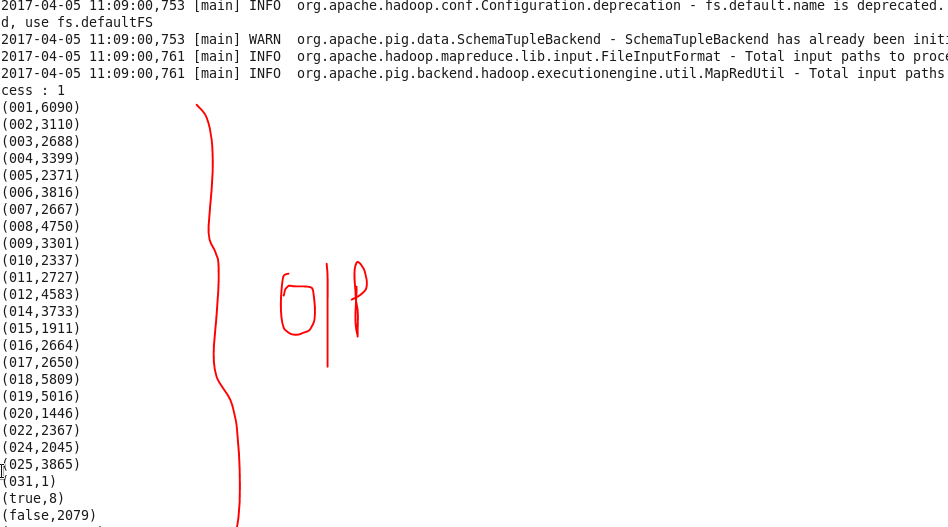 2017-04-05 11:09:00,753 [main] INFO  org.apache.hadoop.conf.Configuration.deprecation - fs.default.name is deprecated.
d, use fs.defaultFS
2017-04-05 11:09:00,753 [main] WARN  org.apache.pig.data.SchemaTupleBackend - SchemaTupleBackend has already been initi
2017-04-05 11:09:00,761 [main] INFO  org.apache.hadoop.mapreduce.lib.input.FileInputFormat - Total input paths to proce
2017-04-05 11:09:00,761 [main] INFO  org.apache.pig.backend.hadoop.executionengine.util.MapRedUtil - Total input paths
cess : 1
(001,6090)
(002,3110)
(003,2688)
(004,3399)
(005,2371)
(006,3816)
(007,2667)
(008,4750)
(009,3301)
(010,2337)
(011,2727)
(012,4583)
(014,3733)
(015,1911)
(016,2664)
(017,2650)
(018,5809)
(019,5016)
(020,1446)
(022,2367)
(024,2045)
(025,3865)
(031,1)
(true,8)
(false,2079)
O|P